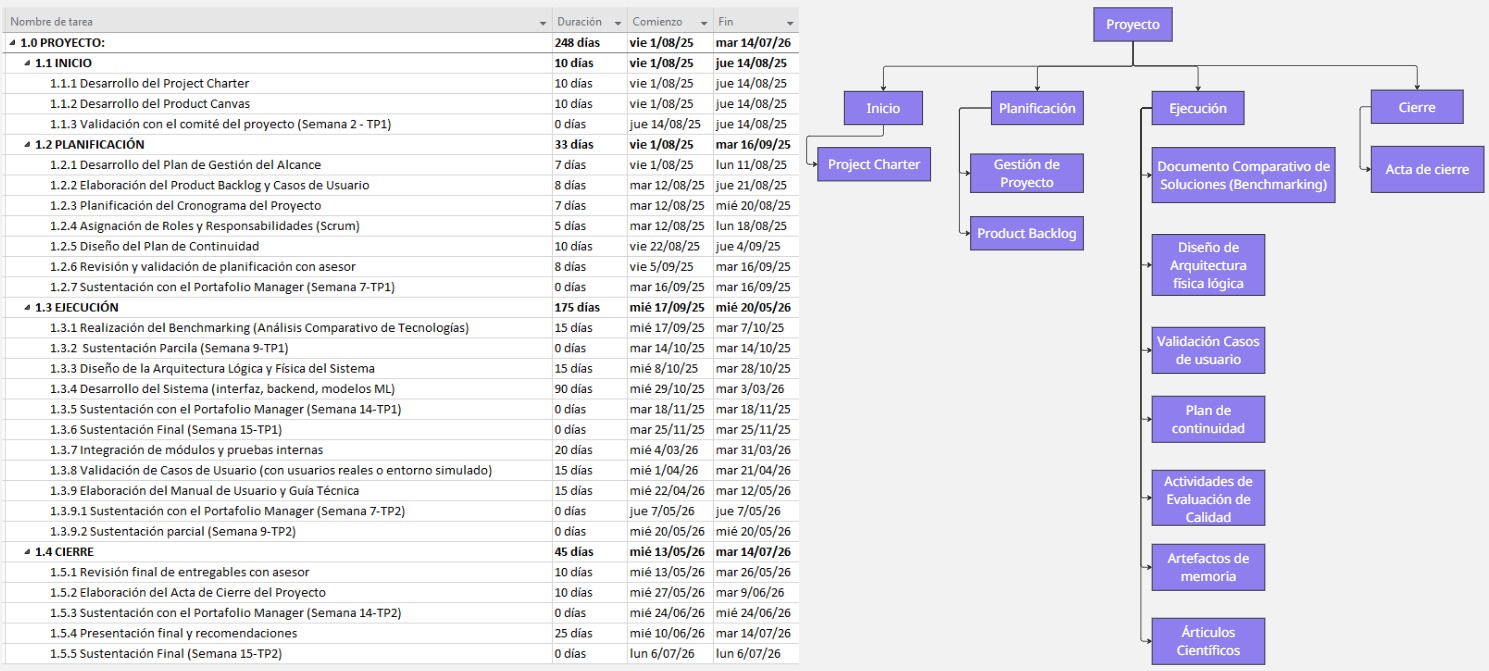 Nombre de tarea Duración Comienzo Fin
1.0 PROYECTO: 248 días vie 1/08/25 mar 14/07/26
1.1 INICIO 10 días vie 1/08/25 jue 14/08/25
1.1.1 Desarrollo del Project Charter 10 días vie 1/08/25 jue 14/08/25
1.1.2 Desarrollo del Product Canvas 10 días vie 1/08/25 jue 14/08/25
1.1.3 Validación con el comité del proyecto (Semana 2 - TP1) 0 días jue 14/08/25 jue 14/08/25
1.2 PLANIFICACIÓN 33 días vie 1/08/25 mar 16/09/25
1.2.1 Desarrollo del Plan de Gestión del Alcance 7 días vie 1/08/25 lun 11/08/25
1.2.2 Elaboración del Product Backlog y Casos de Usuario 8 días mar 12/08/25 jue 21/08/25
1.2.3 Planificación del Cronograma del Proyecto 7 días mar 12/08/25 mié 20/08/25
1.2.4 Asignación de Roles y Responsabilidades (Scrum) 5 días mar 12/08/25 lun 18/08/25
1.2.5 Diseño del Plan de Continuidad 10 días vie 22/08/25 jue 4/09/25
1.2.6 Revisión y validación de planificación con asesor 8 días vie 5/09/25 mar 16/09/25
1.2.7 Sustentación con el Portafolio Manager (Semana 7-TP1) 0 días mar 16/09/25 mar 16/09/25
1.3 EJECUCIÓN 175 días mié 17/09/25 mié 20/05/26
1.3.1 Realización del Benchmarking (Análisis Comparativo de Tecnologías) 15 días mié 17/09/25 mar 7/10/25
1.3.2 Sustentación Parcila (Semana 9-TP1) 0 días mar 14/10/25 mar 14/10/25
1.3.3 Diseño de la Arquitectura Lógica y Física del Sistema 15 días mié 8/10/25 mar 28/10/25
1.3.4 Desarrollo del Sistema (interfaz, backend, modelos ML) 90 días mié 29/10/25 mar 3/03/26
1.3.5 Sustentación con el Portafolio Manager (Semana 14-TP1) 0 días mar 18/11/25 mar 18/11/25
1.3.6 Sustentación Final (Semana 15-TP1) 0 días mar 25/11/25 mar 25/11/25
1.3.7 Integración de módulos y pruebas internas 20 días mié 4/03/26 mar 31/03/26
1.3.8 Validación de Casos de Usuario (con usuarios reales o entorno simulado) 15 días mié 1/04/26 mar 21/04/26
1.3.9 Elaboración del Manual de Usuario y Guía Técnica 15 días mié 22/04/26 mar 12/05/26
1.3.9.1 Sustentación con el Portafolio Manager (Semana 7-TP2) 0 días jue 7/05/26 jue 7/05/26
1.3.9.2 Sustentación parcial (Semana 9-TP2) 0 días mié 20/05/26 mié 20/05/26
1.4 CIERRE 45 días mié 13/05/26 mar 14/07/26
1.5.1 Revisión final de entregables con asesor 10 días mié 13/05/26 mar 26/05/26
1.5.2 Elaboración del Acta de Cierre del Proyecto 10 días mié 27/05/26 mar 9/06/26
1.5.3 Sustentación con el Portafolio Manager (Semana 14-TP2) 0 días mié 24/06/26 mié 24/06/26
1.5.4 Presentación final y recomendaciones 25 días mié 10/06/26 mar 14/07/26
1.5.5 Sustentación Final (Semana 15-TP2) 0 días lun 6/07/26 lun 6/07/26
Proyecto
Inicio
Project Charter
Planificación
Gestión de
Proyecto
Product Backlog
Ejecución
Documento Comparativo de
Soluciones (Benchmarking)
Diseño de
Arquitectura
física lógica
Validación Casos
de usuario
Plan de
continuidad
Actividades de
Evaluación de
Calidad
Artefactos de
memoria
Árticulos
Científicos
Cierre
Acta de cierre